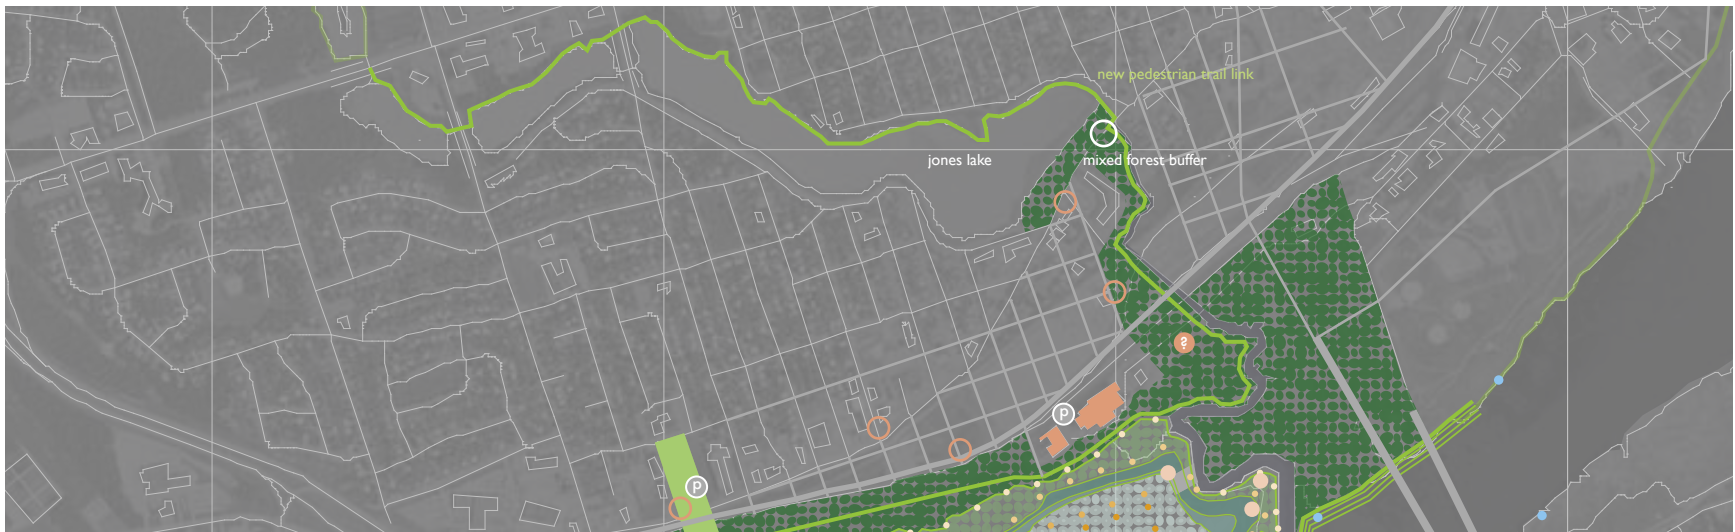 new pedestrian trail link
jones lake
mixed forest buffer
?
P
P